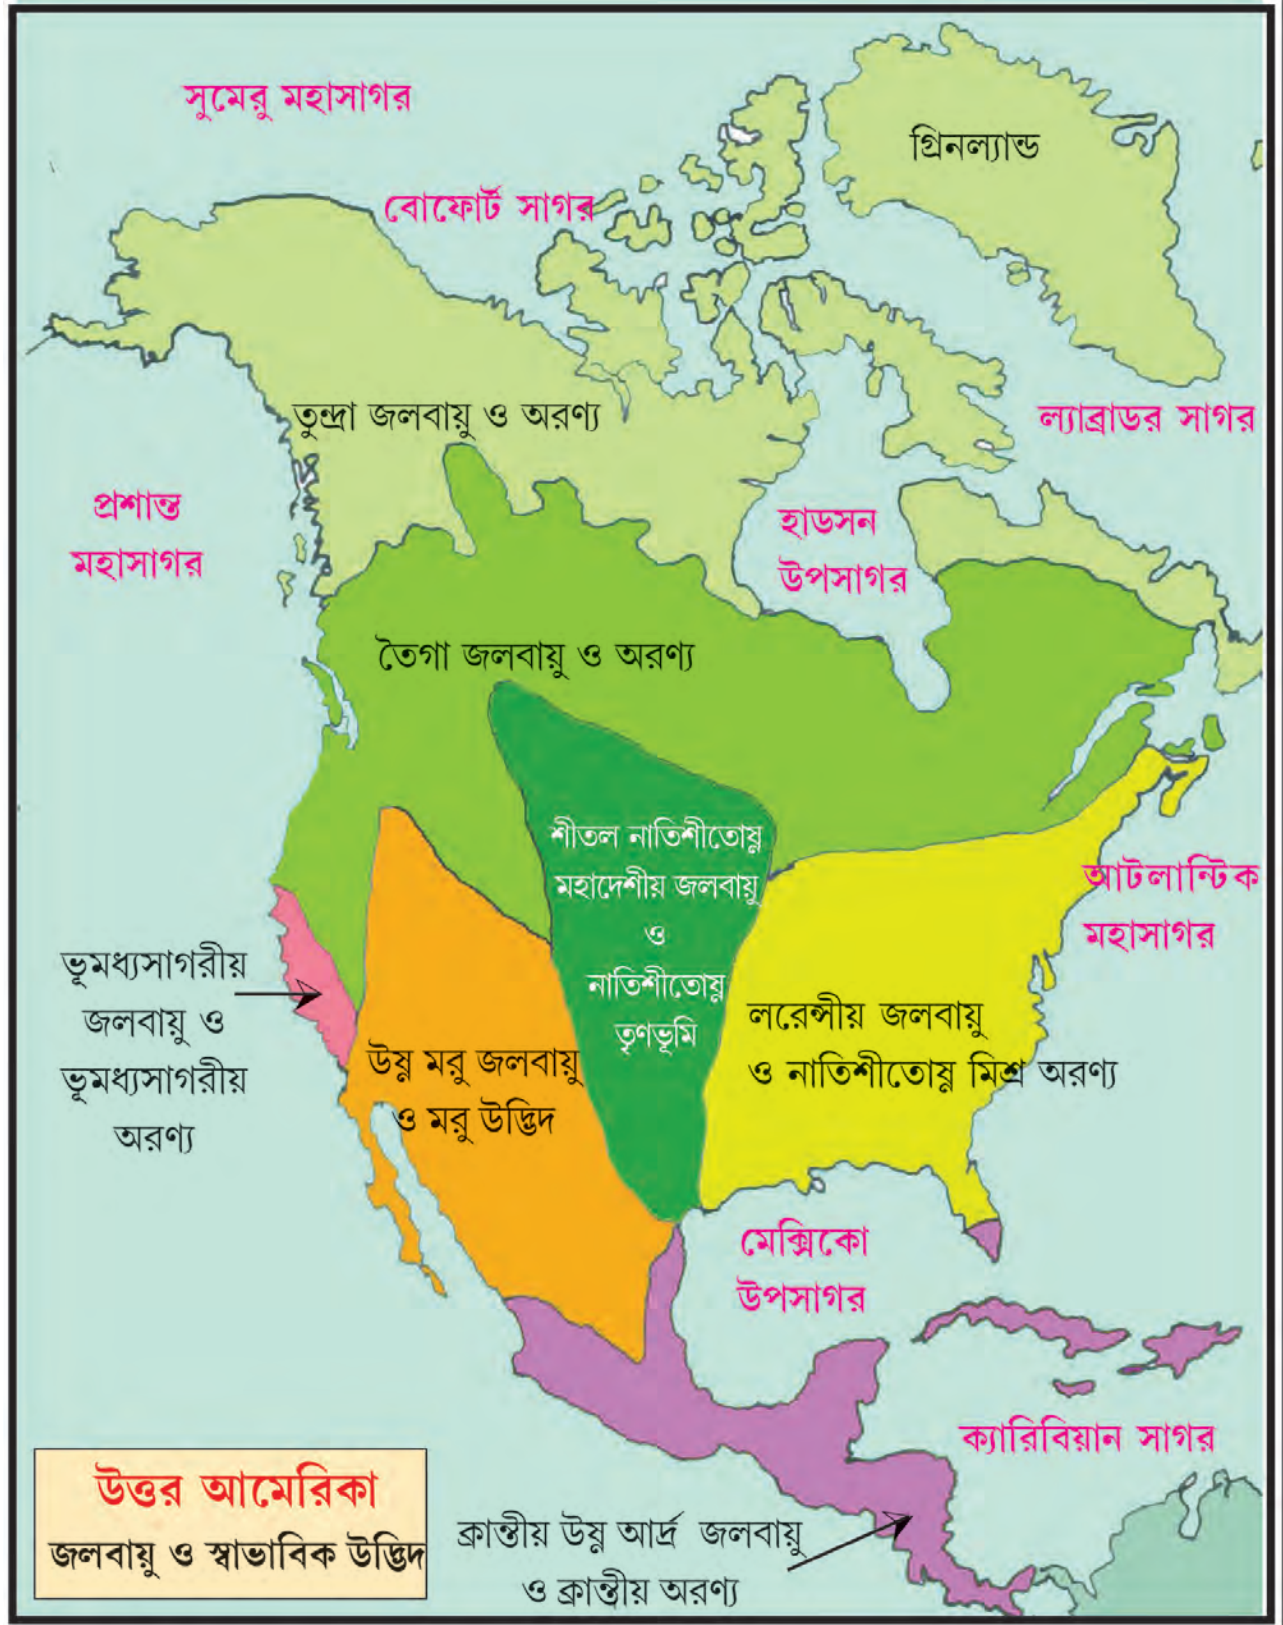 সুমেরু মহাসাগর
গ্রিনল্যান্ড
বোফোর্ট সাগর
তুন্দ্রা জলবায়ু ও অরণ্য
ল্যাব্রাডর সাগর
প্রশান্ত
মহাসাগর
হাডসন
উপসাগর
তৈগা জলবায়ু ও অরণ্য
শীতল নাতিশীতোষ্ণ
মহাদেশীয় জলবায়ু
ও
নাতিশীতোষ্ণ
তৃণভূমি
আটলান্টিক
মহাসাগর
ভূমধ্যসাগরীয়
জলবায়ু ও
ভূমধ্যসাগরীয়
অরণ্য
লরেন্সীয় জলবায়ু
ও নাতিশীতোষ্ণ মিশ্র অরণ্য
উষ্ণ মরু জলবায়ু
ও মরু উদ্ভিদ
মেক্সিকো
উপসাগর
ক্যারিবিয়ান সাগর
উত্তর আমেরিকা
জলবায়ু ও স্বাভাবিক উদ্ভিদ
ক্রান্তীয় উষ্ণ আর্দ্র জলবায়ু
ও ক্রান্তীয় অরণ্য